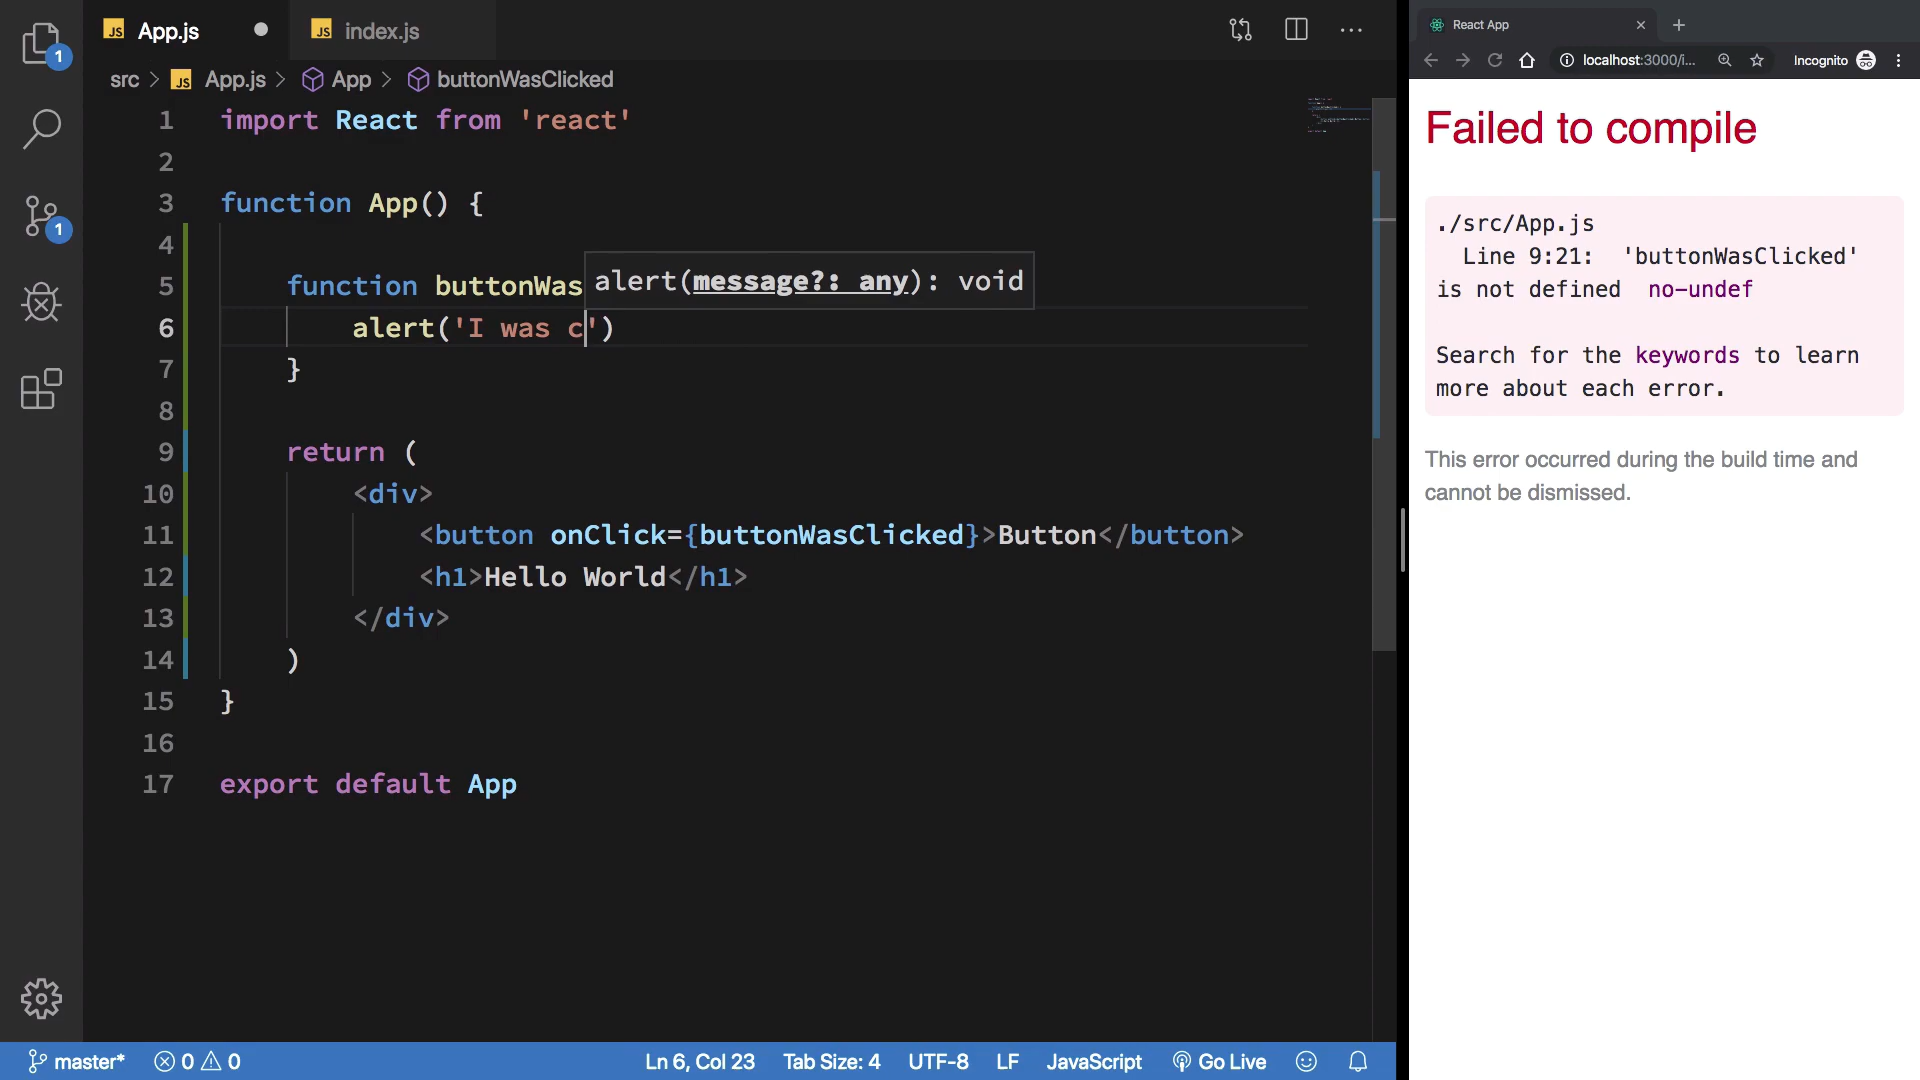 1
1
JS App.js
JS index.js
src > JS App.js > App > buttonWasClicked
1 import React from 'react'
2
3 function App() {
4
5 function buttonWas
alert(message?: any): void
6 alert('I was c')
7 }
8
9 return (
10 <div>
11 <button onClick={buttonWasClicked}>Button</button>
12 <h1>Hello World</h1>
13 </div>
14 )
15 }
16
17 export default App
master* 0 0 Ln 6, Col 23 Tab Size: 4 UTF-8 LF JavaScript Go Live
React App
localhost:3000/i... Incognito
Failed to compile
./src/App.js
Line 9:21: 'buttonWasClicked'
is not defined no-undef
Search for the keywords to learn
more about each error.
This error occurred during the build time and
cannot be dismissed.